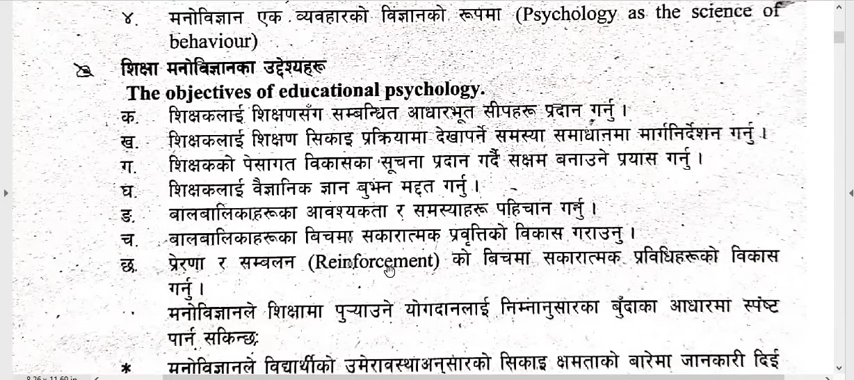 ४. मनोविज्ञान एक व्यवहारको विज्ञानको रूपमा (Psychology as the science of
behaviour)
शिक्षा मनोविज्ञानका उद्देश्यहरू
The objectives of educational psychology.
क. शिक्षकलाई शिक्षणसँग सम्बन्धित आधारभूत सीपहरू प्रदान गर्नु ।
ख. शिक्षकलाई शिक्षण सिकाइ प्रक्रियामा देखापर्ने समस्या समाधानमा मार्गनिर्देशन गर्नु ।
ग. शिक्षकको पेसागत विकासका सूचना प्रदान गर्दै सक्षम बनाउने प्रयास गर्नु ।
घ. शिक्षकलाई वैज्ञानिक ज्ञान बुझ्न मद्दत गर्नु ।
ङ. बालबालिकाहरूका आवश्यकता र समस्याहरू पहिचान गर्नु ।
च. बालबालिकाहरूका विचमा सकारात्मक प्रवृत्तिको विकास गराउनु ।
छ. प्रेरणा र सम्बलन (Reinforcement) को बिचमा सकारात्मक प्रविधिहरूको विकास
गर्नु ।
मनोविज्ञानले शिक्षामा पुऱ्याउने योगदानलाई निम्नानुसारका बुँदाका आधारमा स्पष्ट
पार्न सकिन्छः
* मनोविज्ञानले विद्यार्थीको उमेरावस्थाअनुसारको सिकाइ क्षमताको बारेमा जानकारी दिई
8.26 x 11.60 in